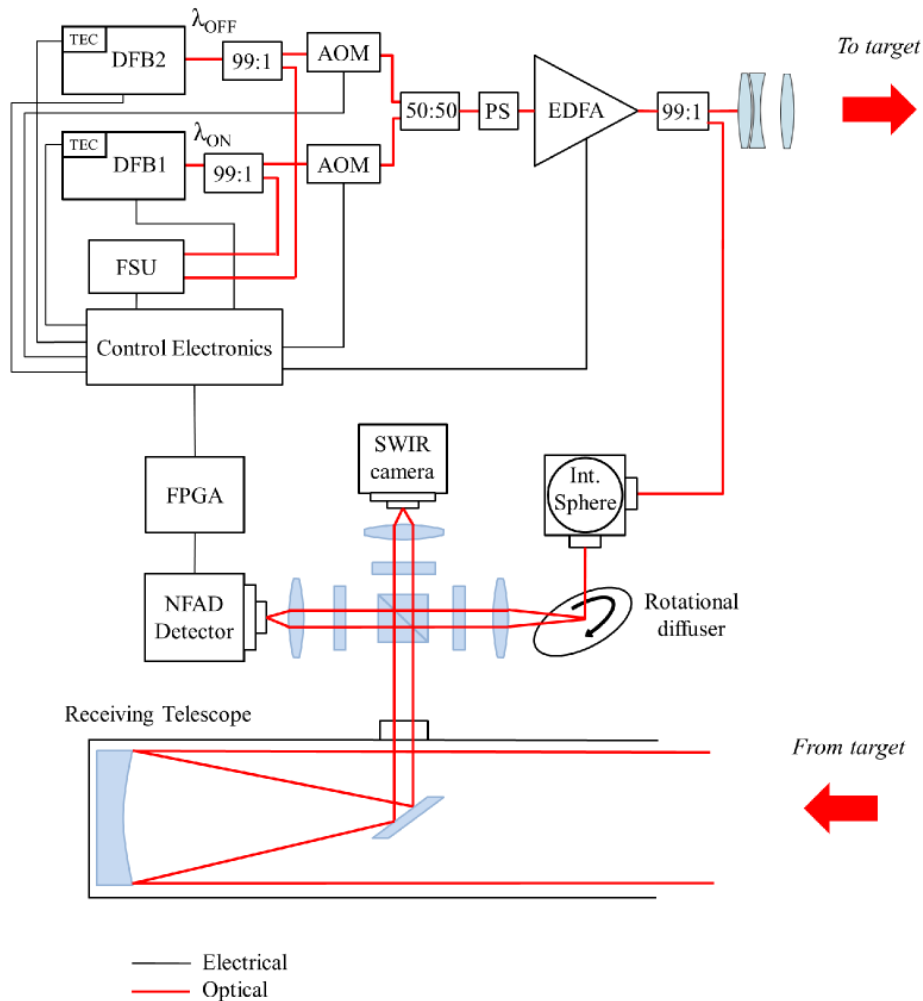 λOFF
To target
TEC
DFB2
99:1
AOM
50:50
PS
EDFA
99:1
λON
TEC
DFB1
99:1
AOM
FSU
Control Electronics
SWIR
camera
FPGA
Int.
Sphere
NFAD
Detector
Rotational
diffuser
Receiving Telescope
From target
Electrical
Optical